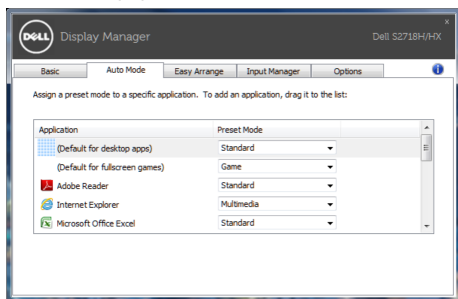 DELL Display Manager Dell S2718H/HX
x
Basic Auto Mode Easy Arrange Input Manager Options i
Assign a preset mode to a specific application. To add an application, drag it to the list:
Application Preset Mode
(Default for desktop apps) Standard
(Default for fullscreen games) Game
Adobe Reader Standard
Internet Explorer Multimedia
Microsoft Office Excel Standard